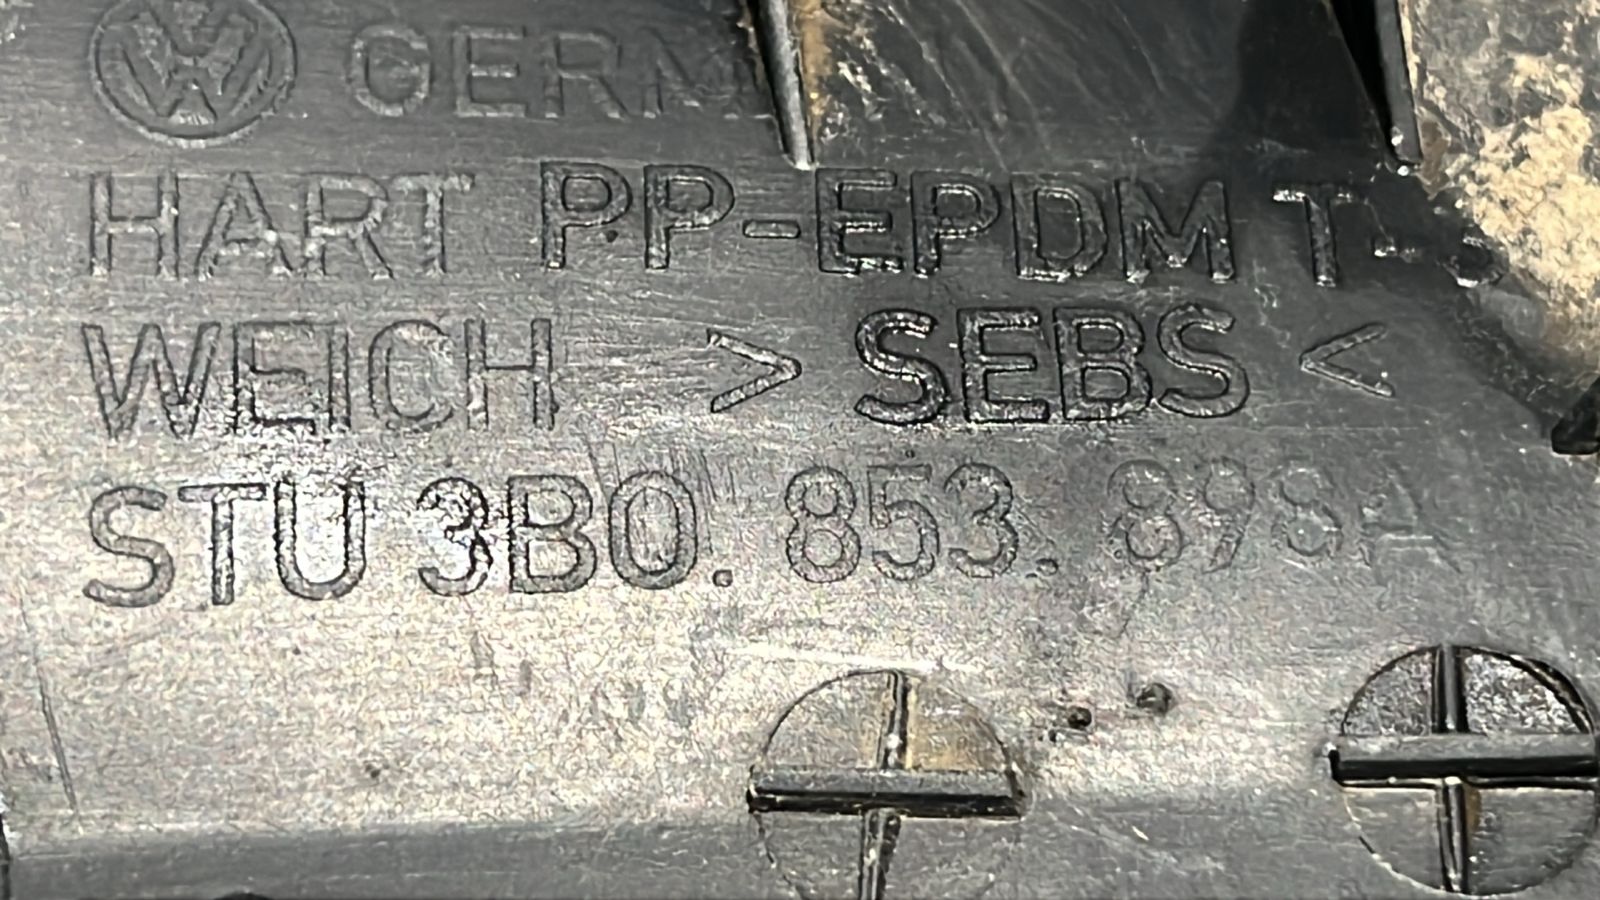 GERM
HART PP-EPDM T-
WEICH >SEBS<
STU 3B0.853.898A